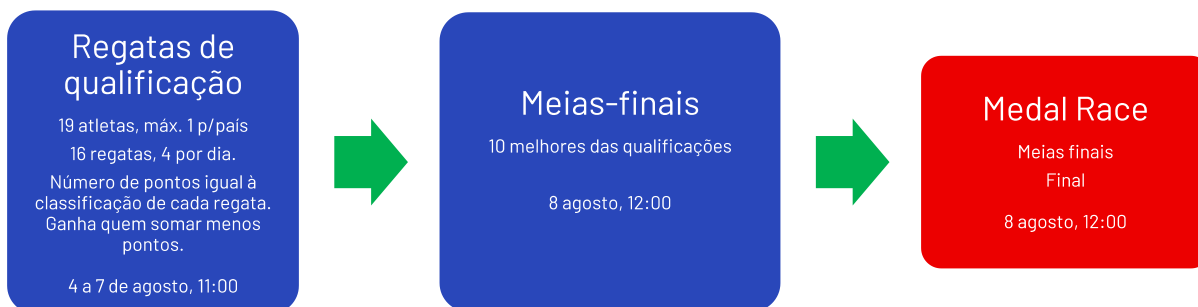 Regatas de
qualificação
19 atletas, máx. 1 p/país
16 regatas, 4 por dia.
Número de pontos igual à
classificação de cada regata.
Ganha quem somar menos
pontos.
4 a 7 de agosto, 11:00
Meias-finais
10 melhores das qualificações
8 agosto, 12:00
Medal Race
Meias finais
Final
8 agosto, 12:00